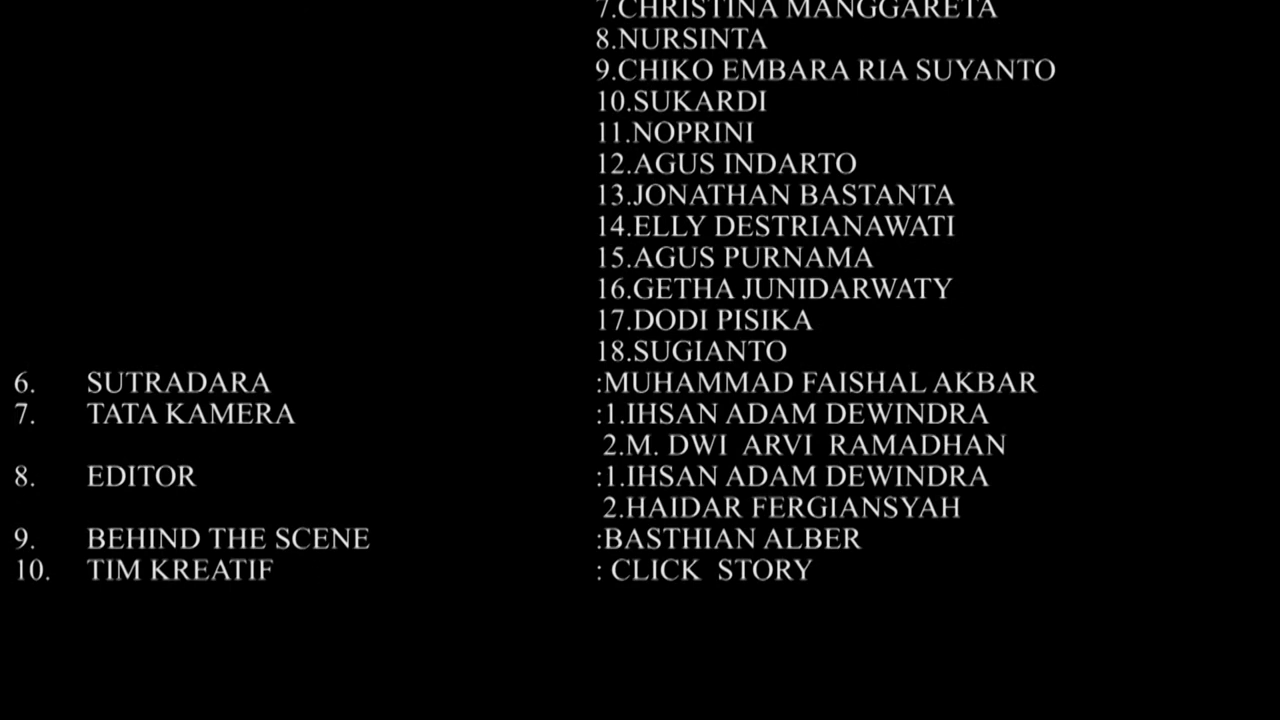 7.CHRISTINA MANGGARETA
8.NURSINTA
9.CHIKO EMBARA RIA SUYANTO
10.SUKARDI
11.NOPRINI
12.AGUS INDARTO
13.JONATHAN BASTANTA
14.ELLY DESTRIANAWATI
15.AGUS PURNAMA
16.GETHA JUNIDARWATY
17.DODI PISIKA
18.SUGIANTO
6. SUTRADARA :MUHAMMAD FAISHAL AKBAR
7. TATA KAMERA :1.IHSAN ADAM DEWINDRA
2.M. DWI ARVI RAMADHAN
8. EDITOR :1.IHSAN ADAM DEWINDRA
2.HAIDAR FERGIANSYAH
9. BEHIND THE SCENE :BASTHIAN ALBER
10. TIM KREATIF : CLICK STORY